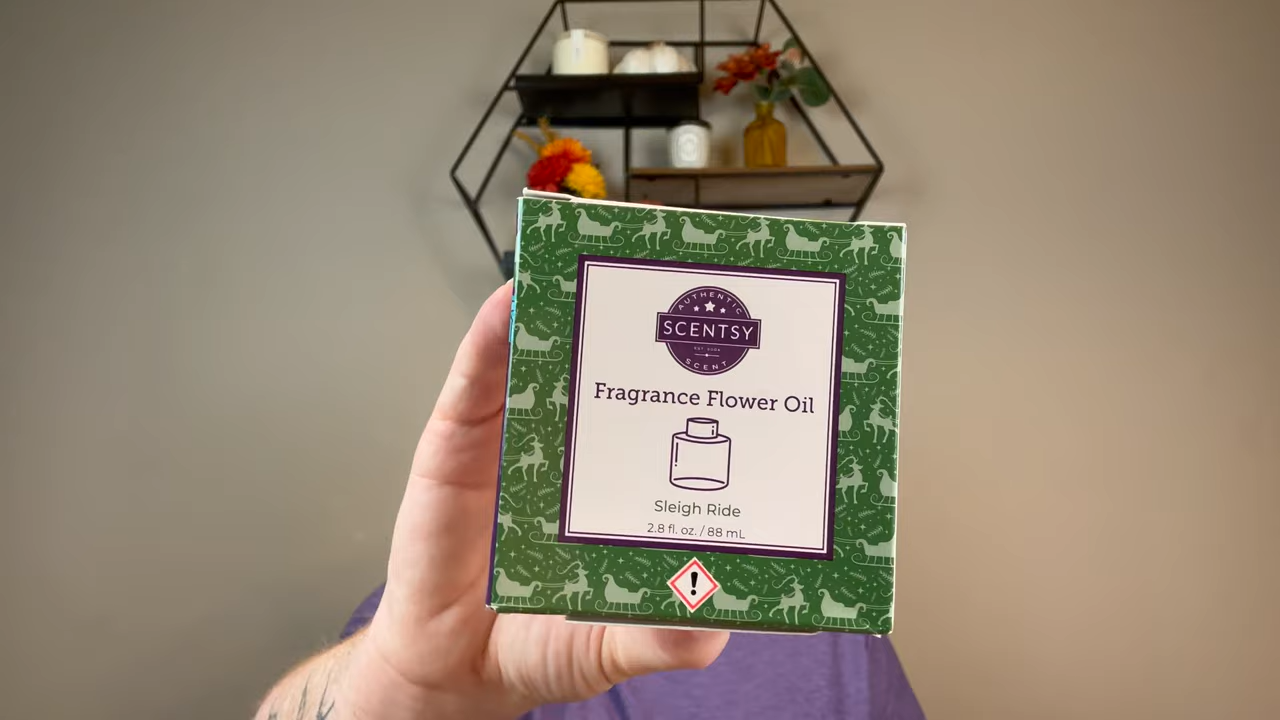 AUTHENTIC
SCENTSY
EST. 2004
SCENT
Fragrance Flower Oil
Sleigh Ride
2.8 fl. oz. / 88 mL
!